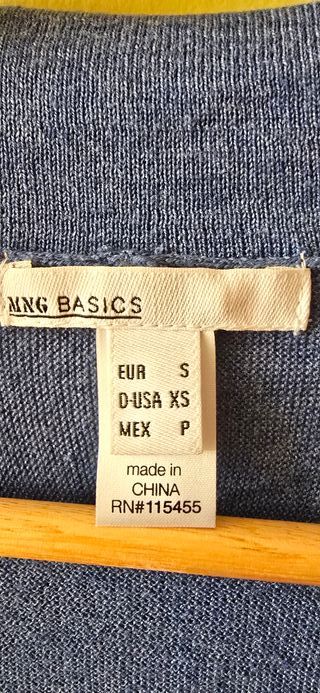 MNG BASICS
EUR S
D-USA XS
MEX P
made in
CHINA
RN#115455